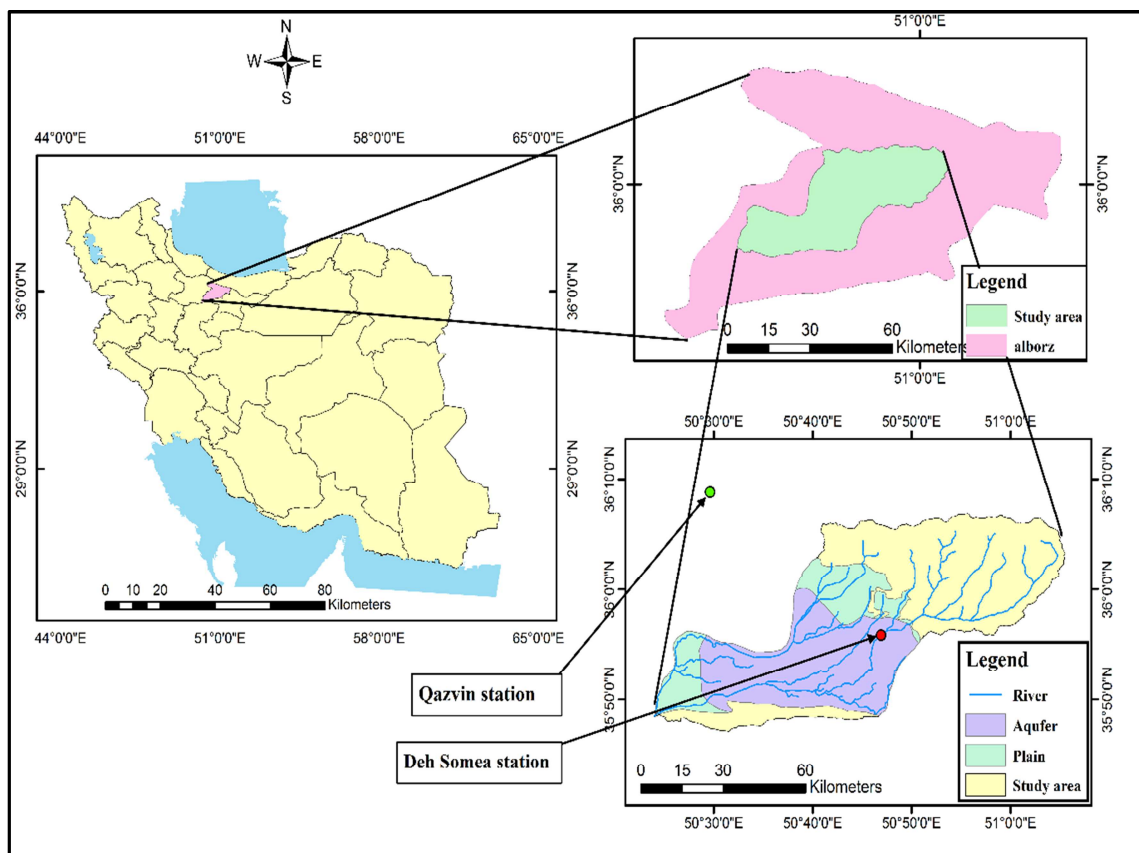 N
W E
S
44°0'0"E 51°0'0"E 58°0'0"E 65°0'0"E
36°0'0"N 36°0'0"N
29°0'0"N 29°0'0"N
0 5 10 20 40 60 80
Kilometers
44°0'0"E 51°0'0"E 58°0'0"E 65°0'0"E
51°0'0"E
36°0'0"N 36°0'0"N
Legend
Study area
alborz
0 15 30 60
Kilometers
51°0'0"E
50°30'0"E 50°40'0"E 50°50'0"E 51°0'0"E
36°10'0"N 36°10'0"N
36°0'0"N 36°0'0"N
35°50'0"N 35°50'0"N
Legend
River
Aqufer
Plain
Study area
0 15 30 60
Kilometers
50°30'0"E 50°40'0"E 50°50'0"E 51°0'0"E
Qazvin station
Deh Somea station